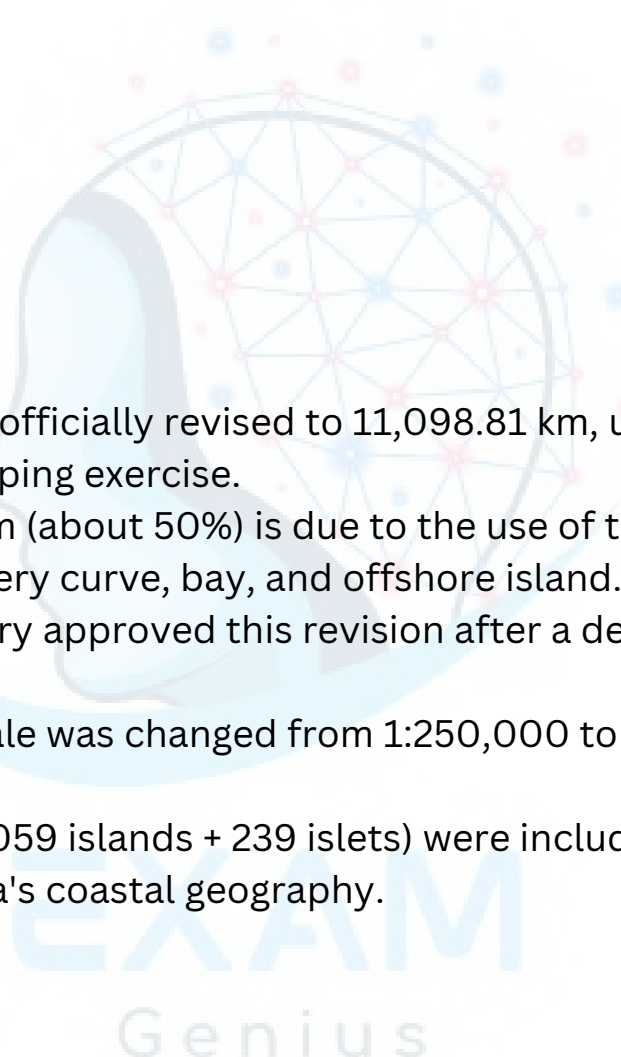 officially revised to 11,098.81 km, u
ping exercise.
m (about 50%) is due to the use of t
ery curve, bay, and offshore island.
ry approved this revision after a de
ale was changed from 1:250,000 to
059 islands + 239 islets) were includ
a's coastal geography.
EXAM
Genius